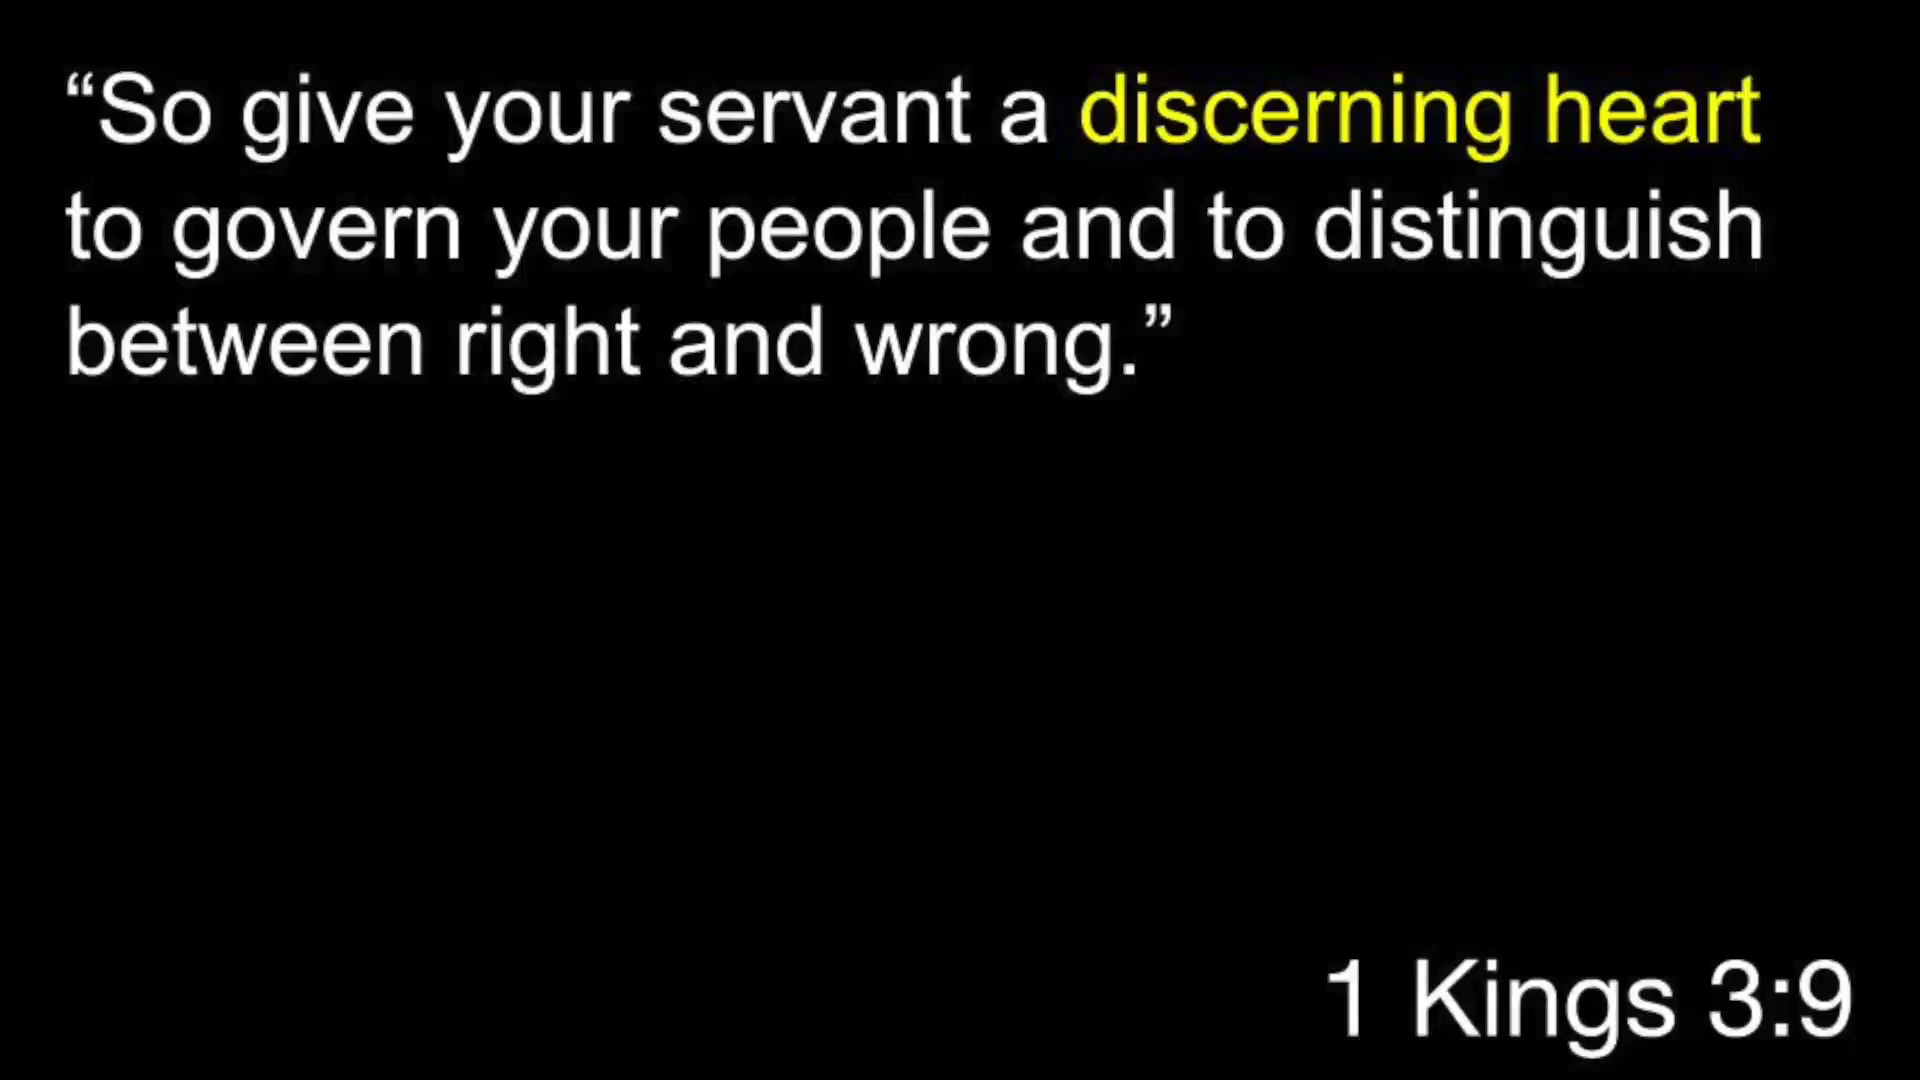 “So give your servant a discerning heart
to govern your people and to distinguish
between right and wrong.”
1 Kings 3:9